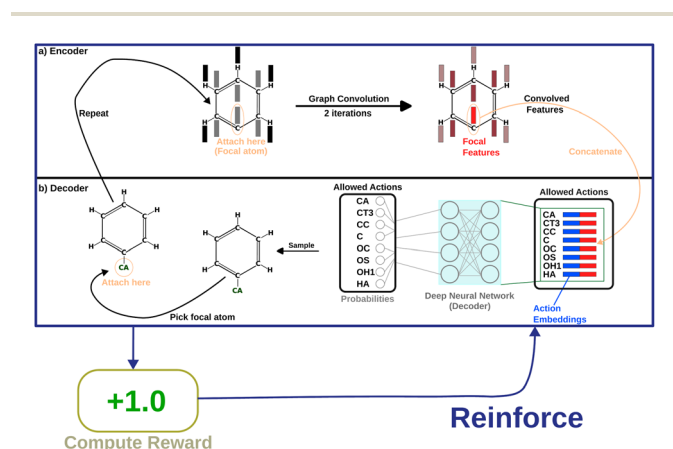 a) Encoder
H
H
H
C
C
C
C
C
C
H
H
Attach here
(Focal atom)
Repeat
Graph Convolution
2 iterations
H
H
H
C
C
C
C
C
C
H
H
Focal
Features
Convolved
Features
Concatenate
b) Decoder
H
H
H
C
C
C
C
C
C
H
H
CA
Attach here
H
H
H
C
C
C
C
C
C
H
H
CA
Pick focal atom
Sample
Allowed Actions
CA
CT3
CC
C
OC
OS
OH1
HA
Probabilities
Deep Neural Network
(Decoder)
Allowed Actions
CA
CT3
CC
C
OC
OS
OH1
HA
Action
Embeddings
+1.0
Compute Reward
Reinforce